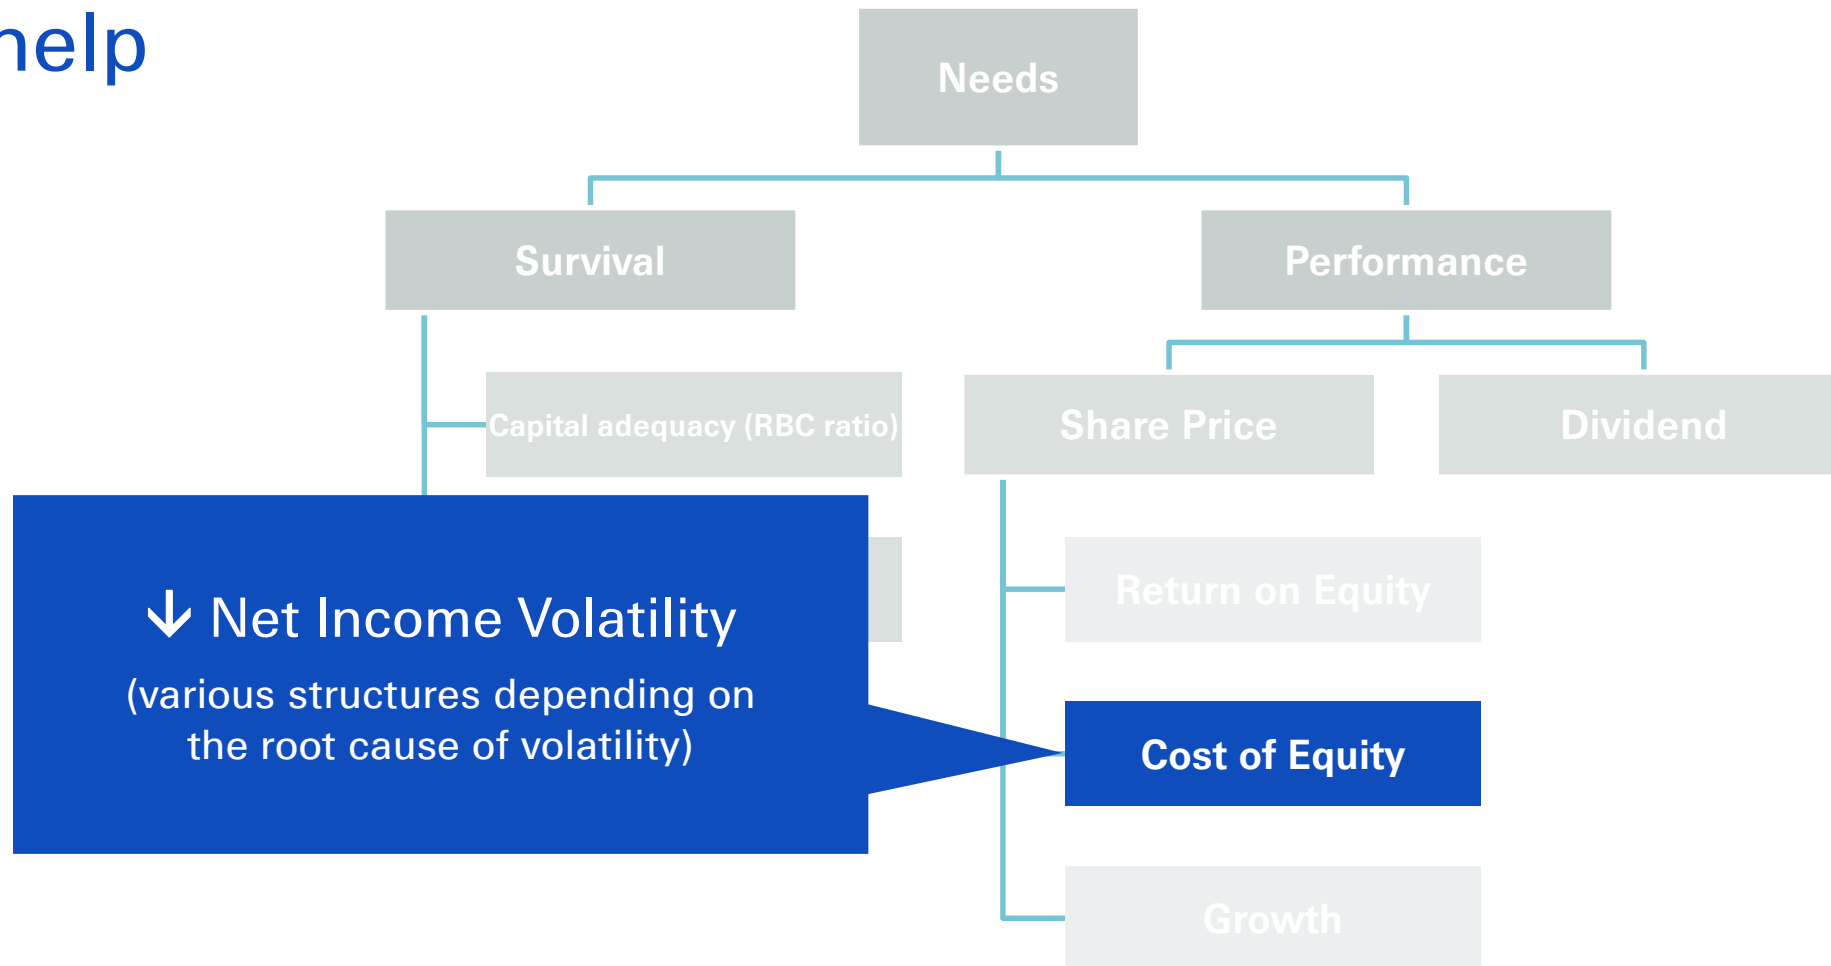 help
Needs
Survival
Performance
Capital adequacy (RBC ratio)
Share Price
Dividend
↓ Net Income Volatility
(various structures depending on
the root cause of volatility)
Return on Equity
Cost of Equity
Growth